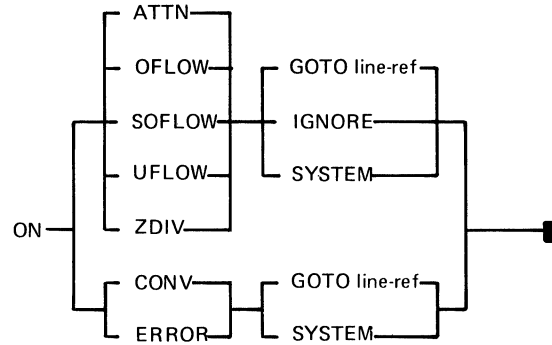 ATTN
OFLOW
GOTO line-ref
SOFLOW
IGNORE
UFLOW
SYSTEM
ON
ZDIV
CONV
GOTO line-ref
ERROR
SYSTEM